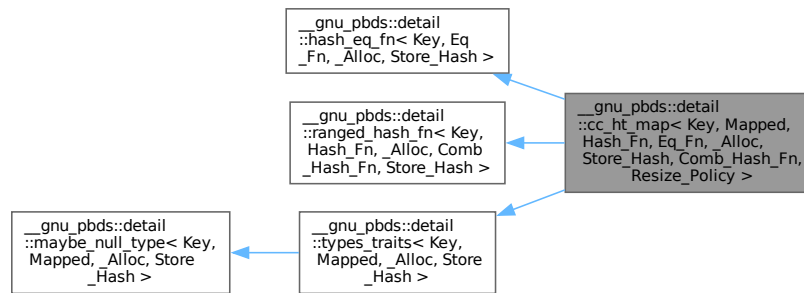 __gnu_pbds::detail
::hash_eq_fn< Key, Eq
_Fn, _Alloc, Store_Hash >
__gnu_pbds::detail
::ranged_hash_fn< Key,
Hash_Fn, _Alloc, Comb
_Hash_Fn, Store_Hash >
__gnu_pbds::detail
::cc_ht_map< Key, Mapped,
Hash_Fn, Eq_Fn, _Alloc,
Store_Hash, Comb_Hash_Fn,
Resize_Policy >
__gnu_pbds::detail
::maybe_null_type< Key,
Mapped, _Alloc, Store
_Hash >
__gnu_pbds::detail
::types_traits< Key,
Mapped, _Alloc, Store
_Hash >